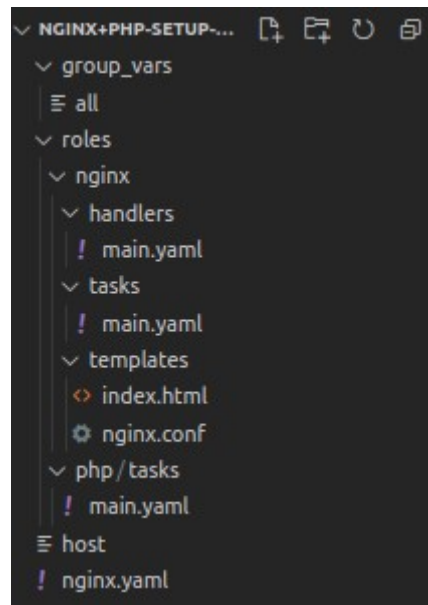 NGINX+PHP-SETUP-...
group_vars
all
roles
nginx
handlers
! main.yaml
tasks
! main.yaml
templates
<> index.html
nginx.conf
php/tasks
! main.yaml
host
! nginx.yaml